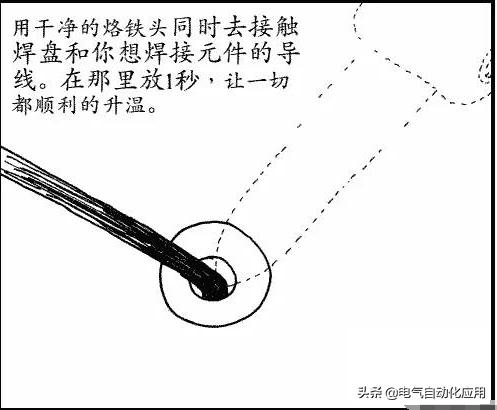 用干净的烙铁头同时去接触
焊盘和你想焊接元件的导
线。在那里放1秒，让一切
都顺利的升温。
头条 @电气自动化应用